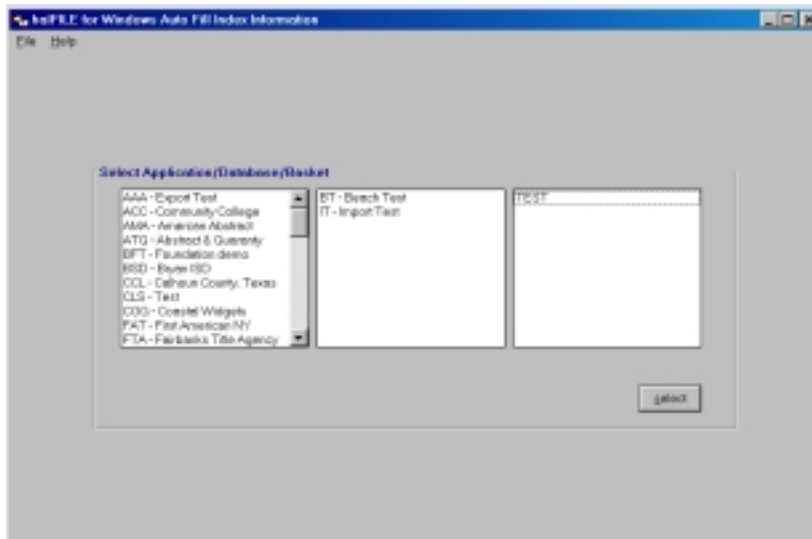 halFILE for Windows Auto Fill Index Information
File Help
Select Application/Database/Basket
AAA - Export Test
ACC - Community College
AMA - American Abstract
ATG - Abstract & Guaranty
BFT - Foundation demo
BSD - Bryan ISD
CCL - Calhoun County, Texas
CLS - Test
COG - Coastal Widgets
FAT - First American NY
FTA - Fairbanks Title Agency
BT - Beach Test
IT - Import Test
TEST
select